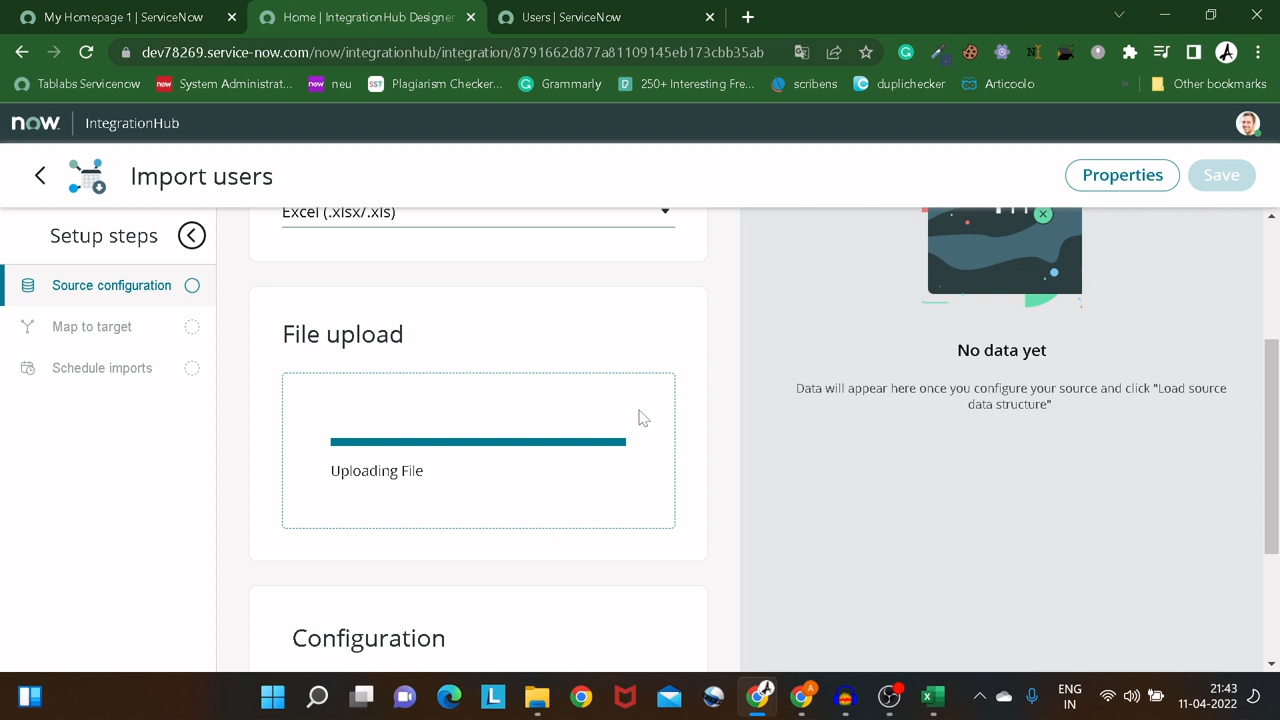 My Homepage 1 | ServiceNow
Home | IntegrationHub Designer
Users | ServiceNow
dev78269.service-now.com/now/integrationhub/integration/8791662d877a81109145eb173cbb35ab
Tablabs Servicenow
System Administrat...
now
neu
SST
Plagiarism Checker...
Grammarly
250+ Interesting Fre...
scribens
duplichecker
Articoolo
»
Other bookmarks
now
IntegrationHub
Import users
Properties
Save
Excel (.xlsx/.xls)
Setup steps
Source configuration
File upload
Map to target
No data yet
Schedule imports
Data will appear here once you configure your source and click "Load source
data structure"
Uploading File
Configuration
ENG
IN
21:43
11-04-2022